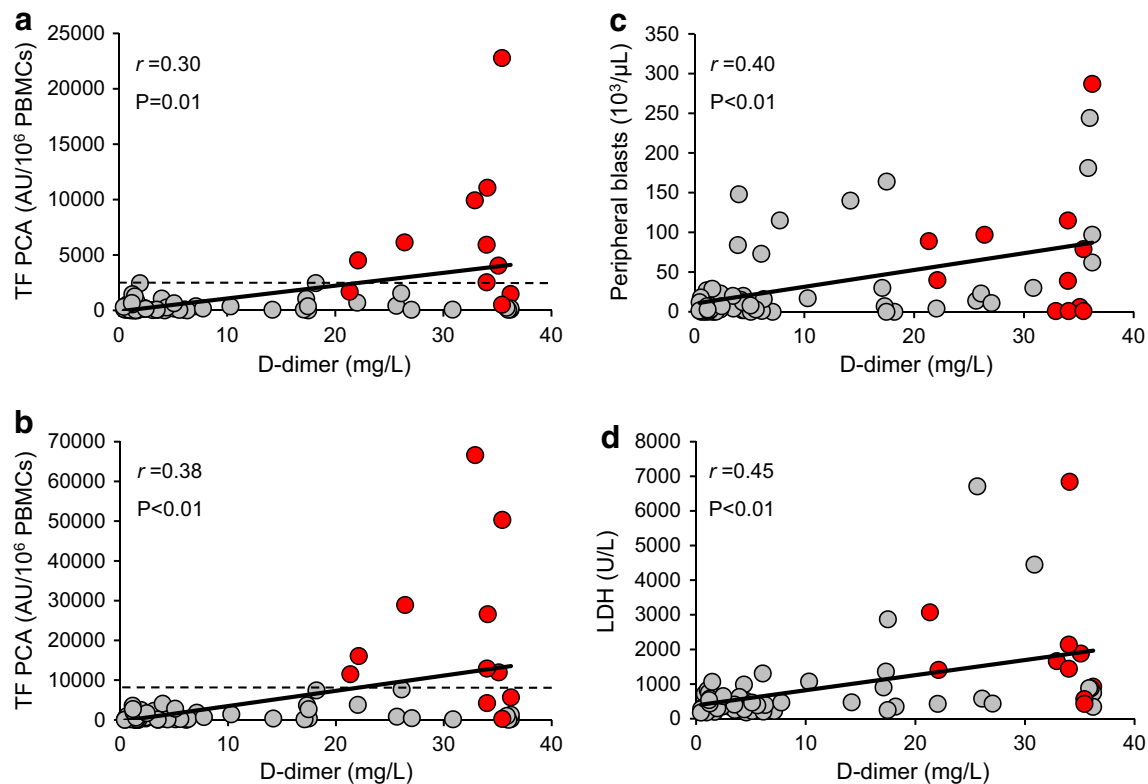 a
TF PCA (AU/10⁶ PBMCs)
25000
20000
15000
10000
5000
0
r =0.30
P=0.01
0 10 20 30 40
D-dimer (mg/L)
c
Peripheral blasts (10³/µL)
350
300
250
200
150
100
50
0
r =0.40
P<0.01
0 10 20 30 40
D-dimer (mg/L)
b
TF PCA (AU/10⁶ PBMCs)
70000
60000
50000
40000
30000
20000
10000
0
r =0.38
P<0.01
0 10 20 30 40
D-dimer (mg/L)
d
LDH (U/L)
8000
7000
6000
5000
4000
3000
2000
1000
0
r =0.45
P<0.01
0 10 20 30 40
D-dimer (mg/L)